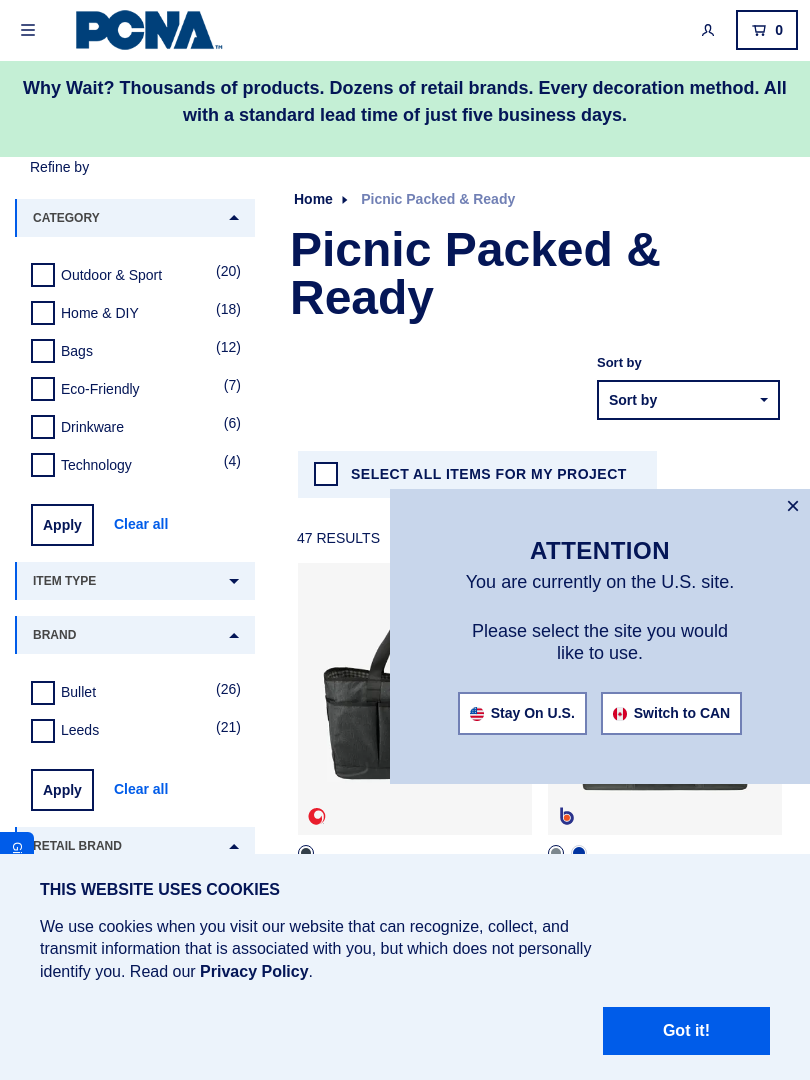 PCNA™
0
Why Wait? Thousands of products. Dozens of retail brands. Every decoration method. All
with a standard lead time of just five business days.
Refine by
Home
Picnic Packed & Ready
CATEGORY
Picnic Packed &
Ready
Outdoor & Sport (20)
Home & DIY (18)
Bags (12)
Eco-Friendly (7)
Drinkware (6)
Technology (4)
Apply
Clear all
Sort by
Sort by
SELECT ALL ITEMS FOR MY PROJECT
47 RESULTS
ITEM TYPE
BRAND
Bullet (26)
Leeds (21)
Apply
Clear all
RETAIL BRAND
×
ATTENTION
You are currently on the U.S. site.
Please select the site you would
like to use.
Stay On U.S.
Switch to CAN
b
THIS WEBSITE USES COOKIES
We use cookies when you visit our website that can recognize, collect, and
transmit information that is associated with you, but which does not personally
identify you. Read our Privacy Policy.
Got it!